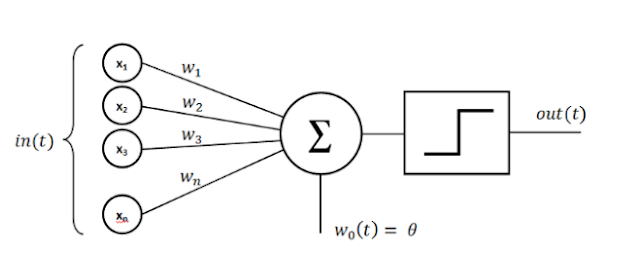 x₁
w₁
x₂
w₂
in(t)
x₃
w₃
Σ
out(t)
wₙ
xₙ
w₀(t) = θ